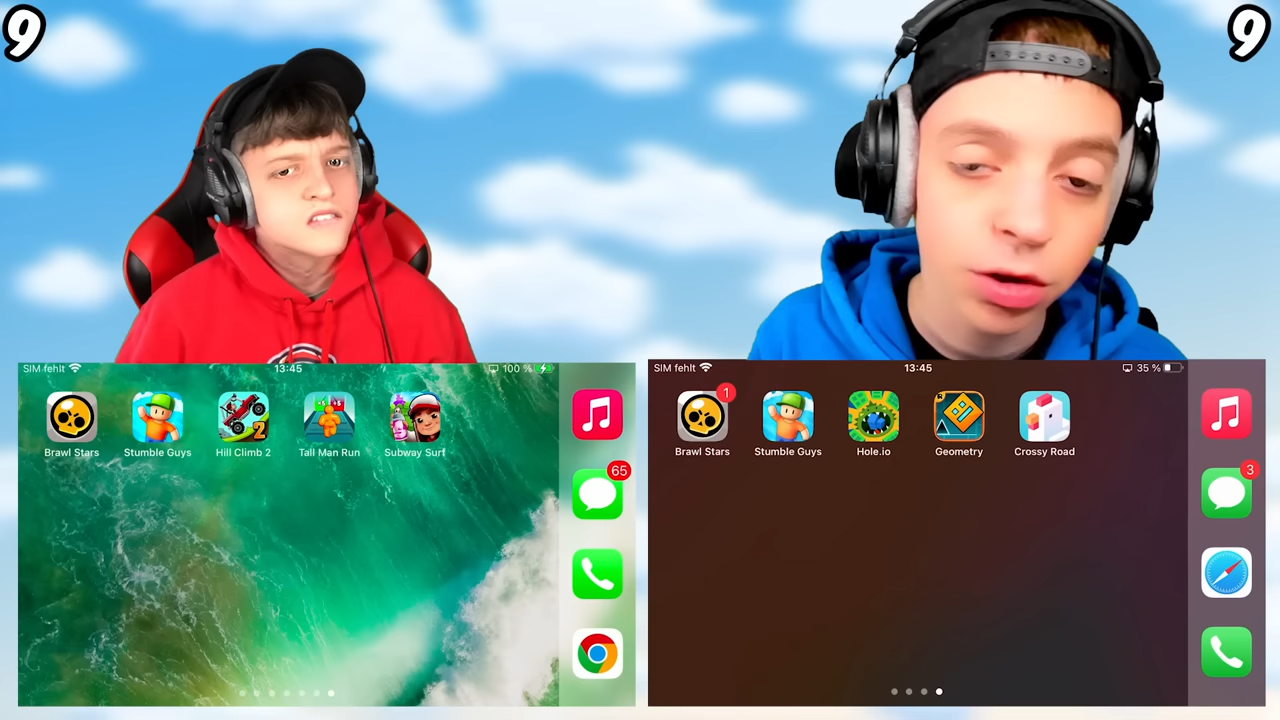 9
9
SIM fehlt
13:45
100 %
Brawl Stars
Stumble Guys
2
Hill Climb 2
Tall Man Run
Subway Surf
65
SIM fehlt
13:45
35 %
1
Brawl Stars
Stumble Guys
Hole.io
Geometry
Crossy Road
3